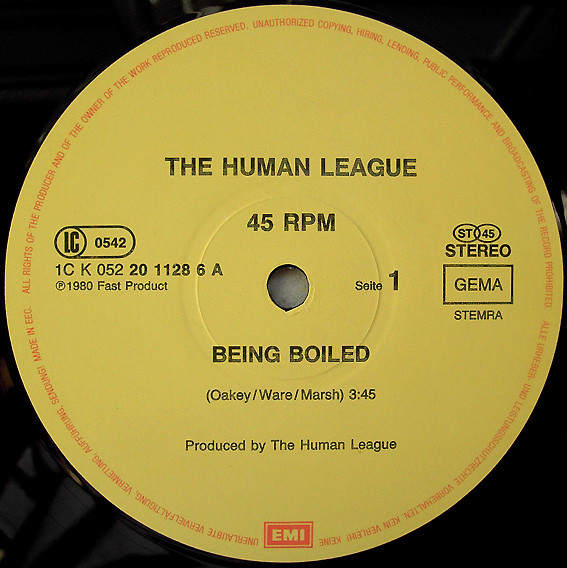 ALL RIGHTS OF THE PRODUCER AND OF THE OWNER OF THE WORK REPRODUCED RESERVED. UNAUTHORIZED COPYING, HIRING, LENDING, PUBLIC PERFORMANCE AND BROADCASTING OF THE RECORD PROHIBITED. ALLE URHEBER- UND LEISTUNGSSCHUTZRECHTE VORBEHALTEN. KEIN VERLEIH! KEINE UNERLAUBTE VERVIELFÄLTIGUNG, VERMIETUNG, AUFFÜHRUNG, SENDUNG! MADE IN EEC.
THE HUMAN LEAGUE
45 RPM
LC 0542
ST 45
STEREO
1C K 052 20 1128 6 A
℗1980 Fast Product
Seite 1
GEMA
STEMRA
BEING BOILED
(Oakey/Ware/Marsh) 3:45
Produced by The Human League
EMI